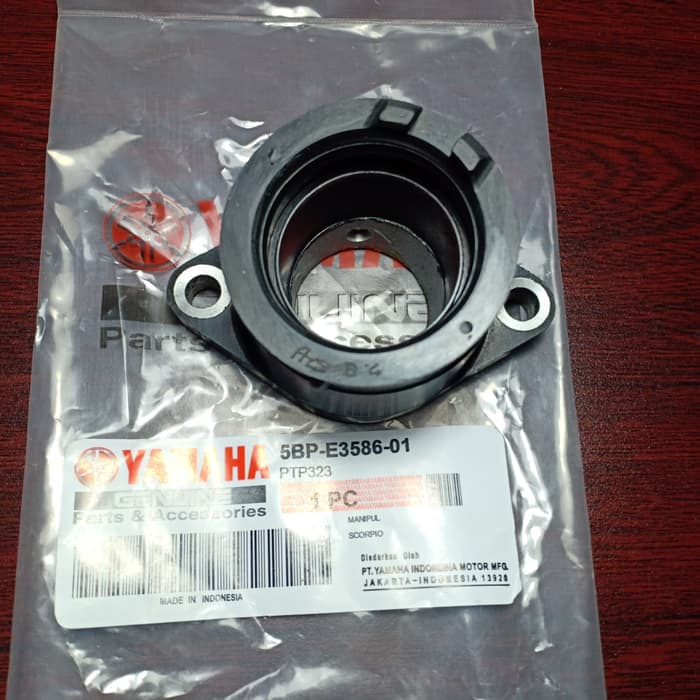 YAMAHA
GENUINE
Parts & Accessories
5BP-E3586-01
PTP323
1 PC
MANIPUL
SCORPIO
Diedarkan Oleh
PT. YAMAHA INDONESIA MOTOR MFG.
JAKARTA-INDONESIA 13920
MADE IN INDONESIA